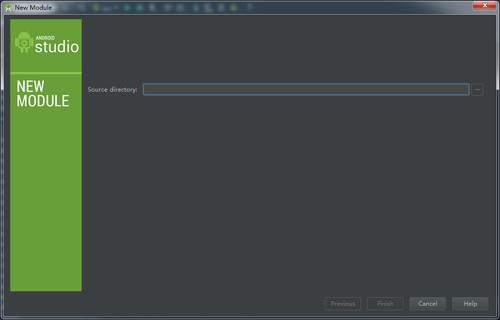 New Module
ANDROID
studio
NEW
MODULE
Source directory:
...
Previous
Finish
Cancel
Help